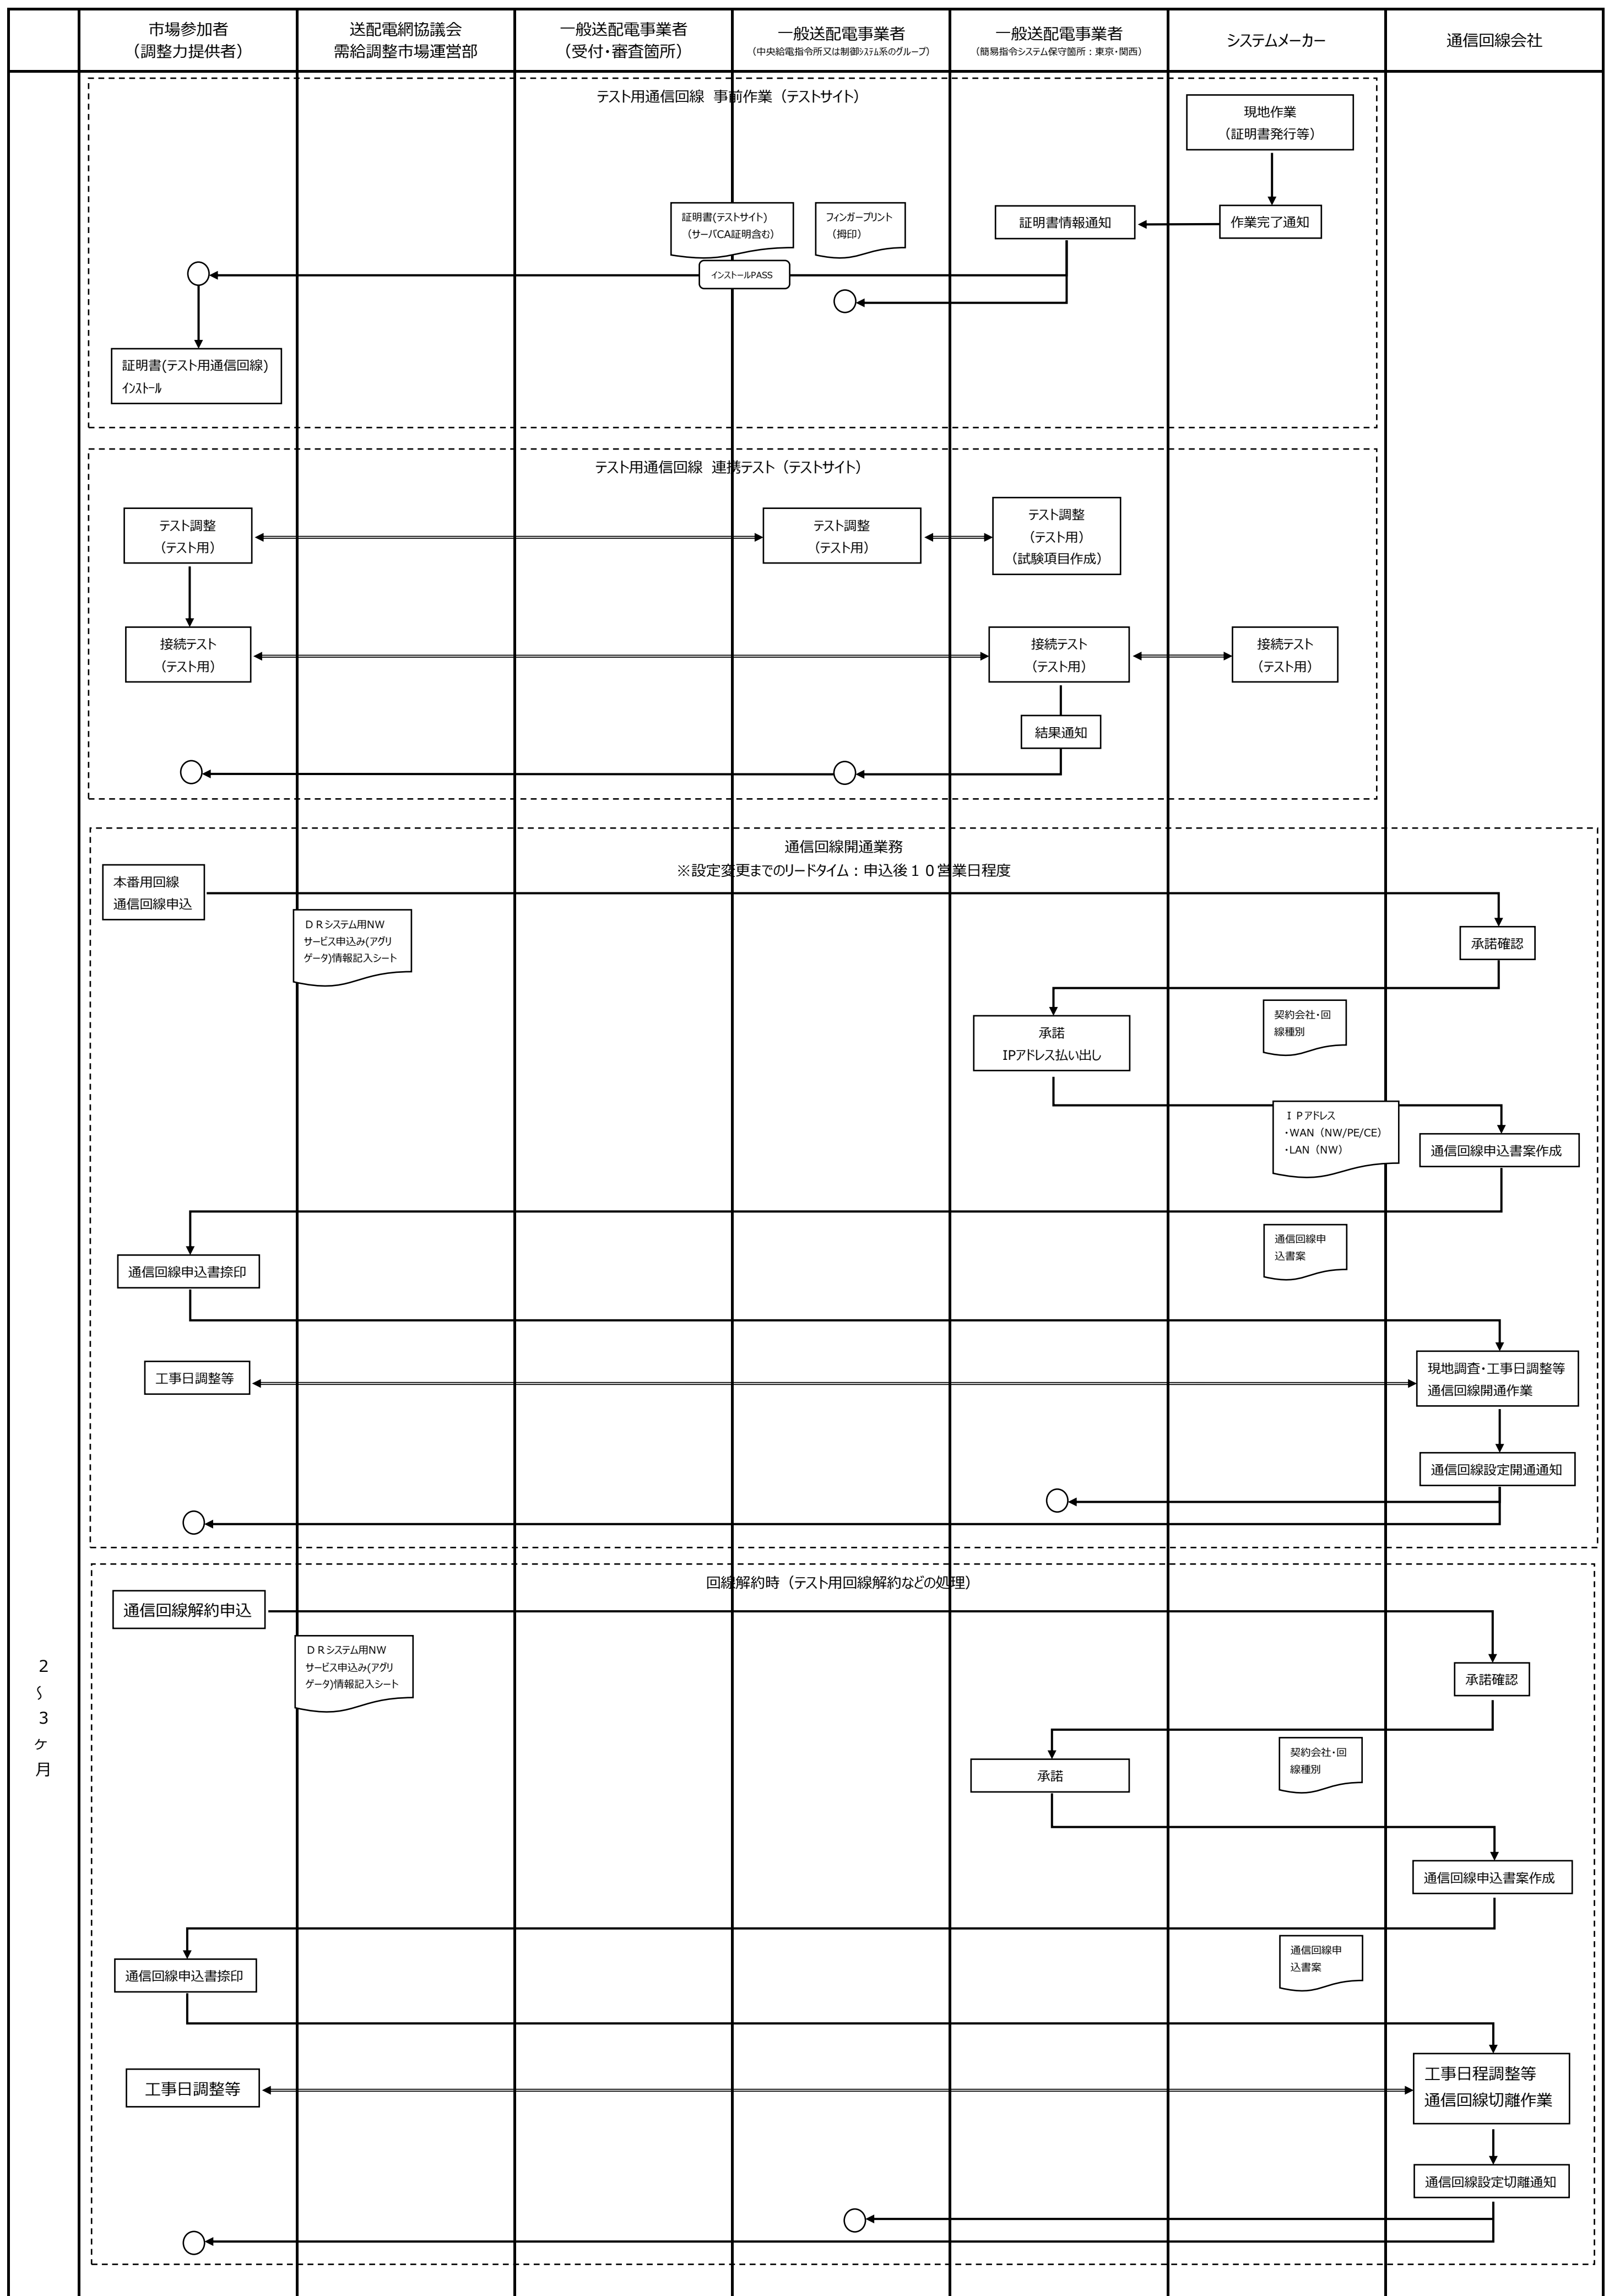 市場参加者
（調整力提供者）
送配電網協議会
需給調整市場運営部
一般送配電事業者
（受付・審査箇所）
一般送配電事業者
（中央給電指令所又は制御ｼｽﾃﾑ系のグループ）
一般送配電事業者
（簡易指令システム保守箇所：東京・関西）
システムメーカー
通信回線会社
テスト用通信回線　事前作業（テストサイト）
現地作業
（証明書発行等）
証明書(テストサイト)
（サーバCA証明含む）
フィンガープリント
（拇印）
証明書情報通知
作業完了通知
インストールPASS
証明書(テスト用通信回線)
ｲﾝｽﾄｰﾙ
テスト用通信回線　連携テスト（テストサイト）
テスト調整
（テスト用）
テスト調整
（テスト用）
テスト調整
（テスト用）
（試験項目作成）
接続テスト
（テスト用）
接続テスト
（テスト用）
接続テスト
（テスト用）
結果通知
通信回線開通業務
※設定変更までのリードタイム：申込後１０営業日程度
本番用回線
通信回線申込
ＤＲシステム用NW
サービス申込み(アグリ
ゲータ)情報記入シート
承諾確認
契約会社・回
線種別
承諾
IPアドレス払い出し
ＩＰアドレス
・WAN（NW/PE/CE）
・LAN（NW）
通信回線申込書案作成
通信回線申
込書案
通信回線申込書捺印
工事日調整等
現地調査・工事日調整等
通信回線開通作業
通信回線設定開通通知
回線解約時（テスト用回線解約などの処理）
通信回線解約申込
ＤＲシステム用NW
サービス申込み(アグリ
ゲータ)情報記入シート
承諾確認
２
～
３
ヶ
月
契約会社・回
線種別
承諾
通信回線申込書案作成
通信回線申
込書案
通信回線申込書捺印
工事日調整等
工事日程調整等
通信回線切離作業
通信回線設定切離通知